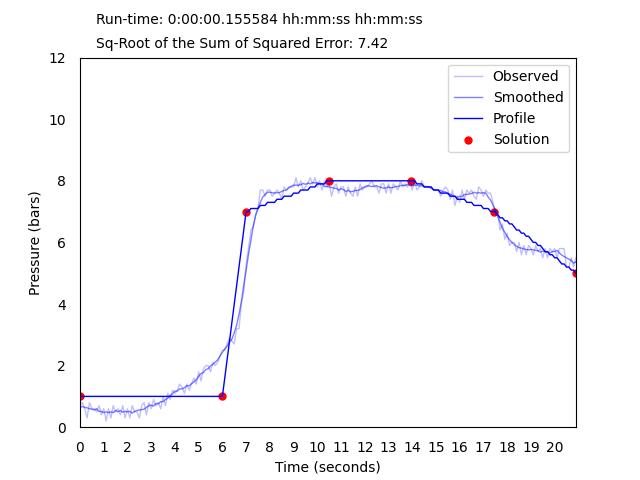 Run-time: 0:00:00.155584 hh:mm:ss hh:mm:ss
Sq-Root of the Sum of Squared Error: 7.42
Observed
Smoothed
Profile
Solution
12
10
8
6
4
2
0
Pressure (bars)
0 1 2 3 4 5 6 7 8 9 10 11 12 13 14 15 16 17 18 19 20
Time (seconds)